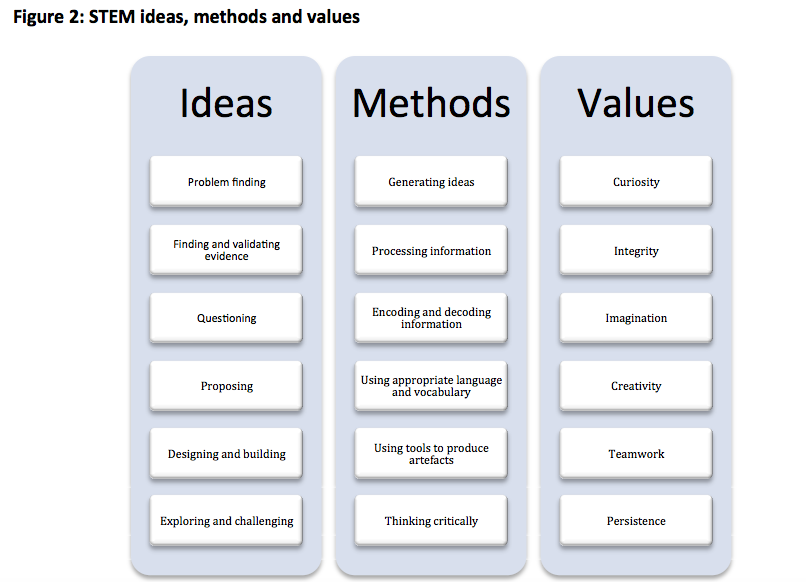 Figure 2: STEM ideas, methods and values
Ideas
Problem finding
Finding and validating
evidence
Questioning
Proposing
Designing and building
Exploring and challenging
Methods
Generating ideas
Processing information
Encoding and decoding
information
Using appropriate language
and vocabulary
Using tools to produce
artefacts
Thinking critically
Values
Curiosity
Integrity
Imagination
Creativity
Teamwork
Persistence